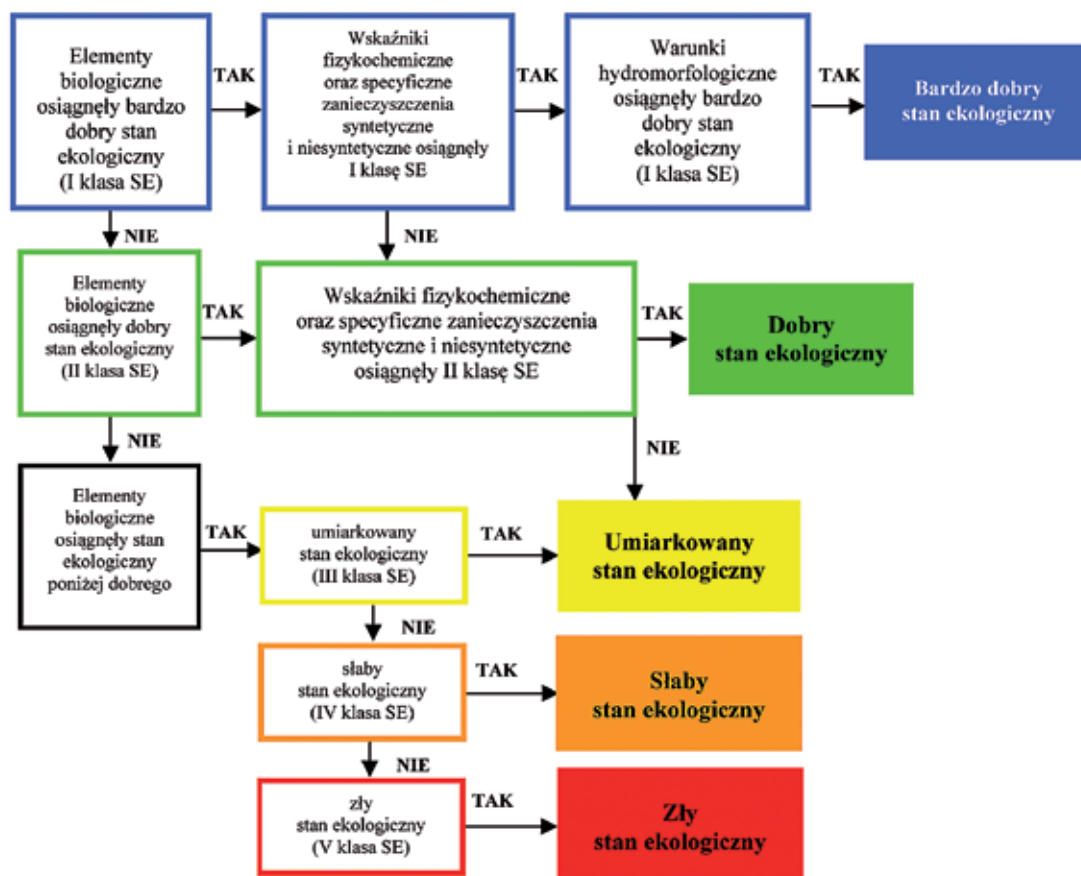 Elementy
biologiczne
osiągnęły bardzo
dobry stan
ekologiczny
(I klasa SE)
TAK
Wskaźniki
fizykochemiczne
oraz specyficzne
zanieczyszczenia
syntetyczne
i niesyntetyczne osiągnęły
I klasę SE
TAK
Warunki
hydromorfologiczne
osiągnęły bardzo
dobry stan
ekologiczny
(I klasa SE)
TAK
Bardzo dobry
stan ekologiczny
NIE
NIE
Elementy
biologiczne
osiągnęły dobry
stan ekologiczny
(II klasa SE)
TAK
Wskaźniki fizykochemiczne
oraz specyficzne zanieczyszczenia
syntetyczne i niesyntetyczne
osiągnęły II klasę SE
TAK
Dobry
stan ekologiczny
NIE
NIE
Elementy
biologiczne
osiągnęły stan
ekologiczny
poniżej dobrego
TAK
umiarkowany
stan ekologiczny
(III klasa SE)
TAK
Umiarkowany
stan ekologiczny
NIE
słaby
stan ekologiczny
(IV klasa SE)
TAK
Słaby
stan ekologiczny
NIE
zły
stan ekologiczny
(V klasa SE)
TAK
Zły
stan ekologiczny